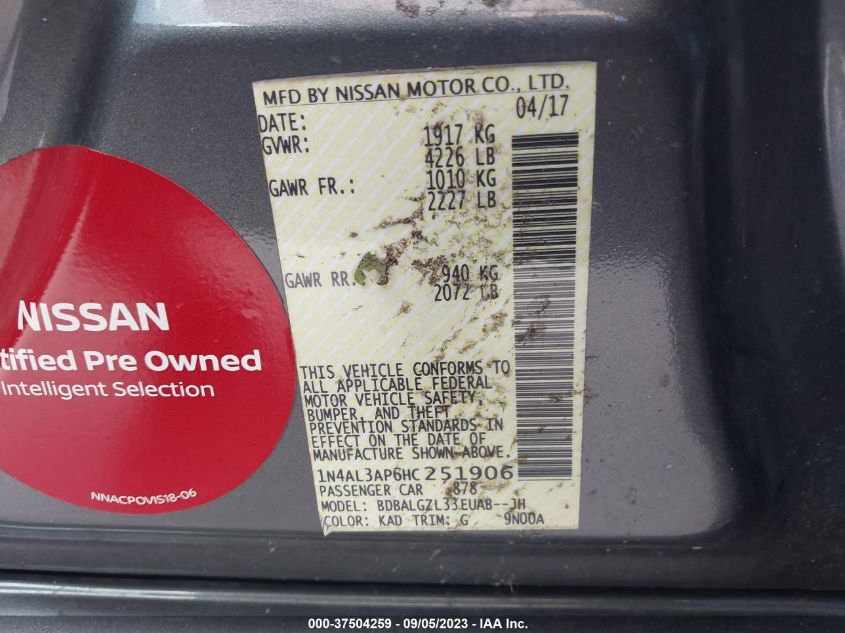 MFD BY NISSAN MOTOR CO., LTD.
DATE: 04/17
GVWR: 1917 KG
4226 LB
GAWR FR.: 1010 KG
2227 LB
GAWR RR. 940 KG
2072 LB
THIS VEHICLE CONFORMS TO
ALL APPLICABLE FEDERAL
MOTOR VEHICLE SAFETY,
BUMPER, AND THEFT
PREVENTION STANDARDS IN
EFFECT ON THE DATE OF
MANUFACTURE SHOWN ABOVE.
1N4AL3AP6HC251906
PASSENGER CAR 878
MODEL: BDBALGZL33EUAB--JH
COLOR: KAD TRIM: G 9N00A
NISSAN
tified Pre Owned
Intelligent Selection
NNACPOVIS18-06
000-37504259 - 09/05/2023 - IAA Inc.